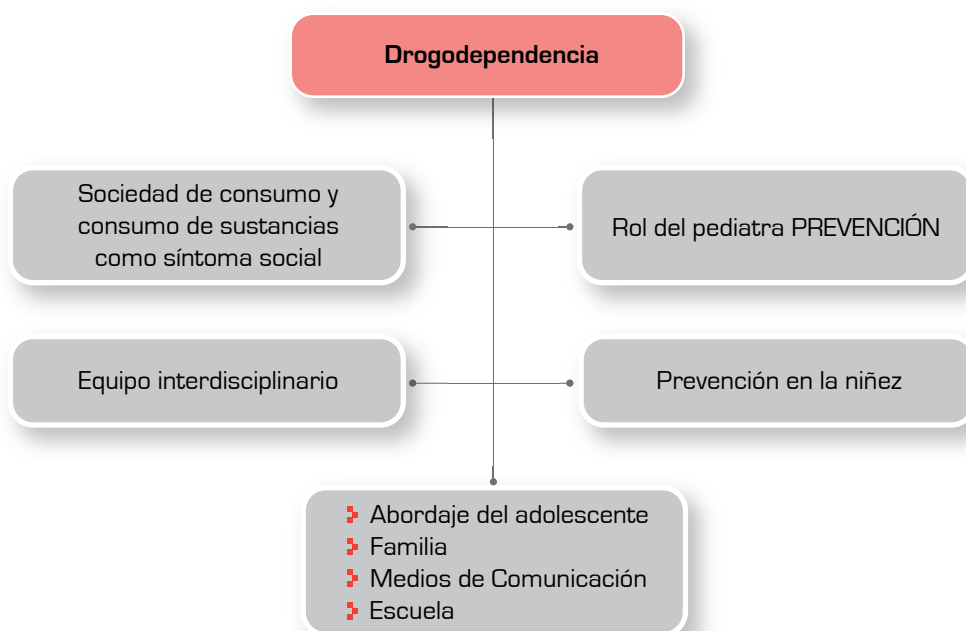 Drogodependencia
Sociedad de consumo y
consumo de sustancias
como síntoma social
Rol del pediatra PREVENCIÓN
Equipo interdisciplinario
Prevención en la niñez
Abordaje del adolescente
Familia
Medios de Comunicación
Escuela